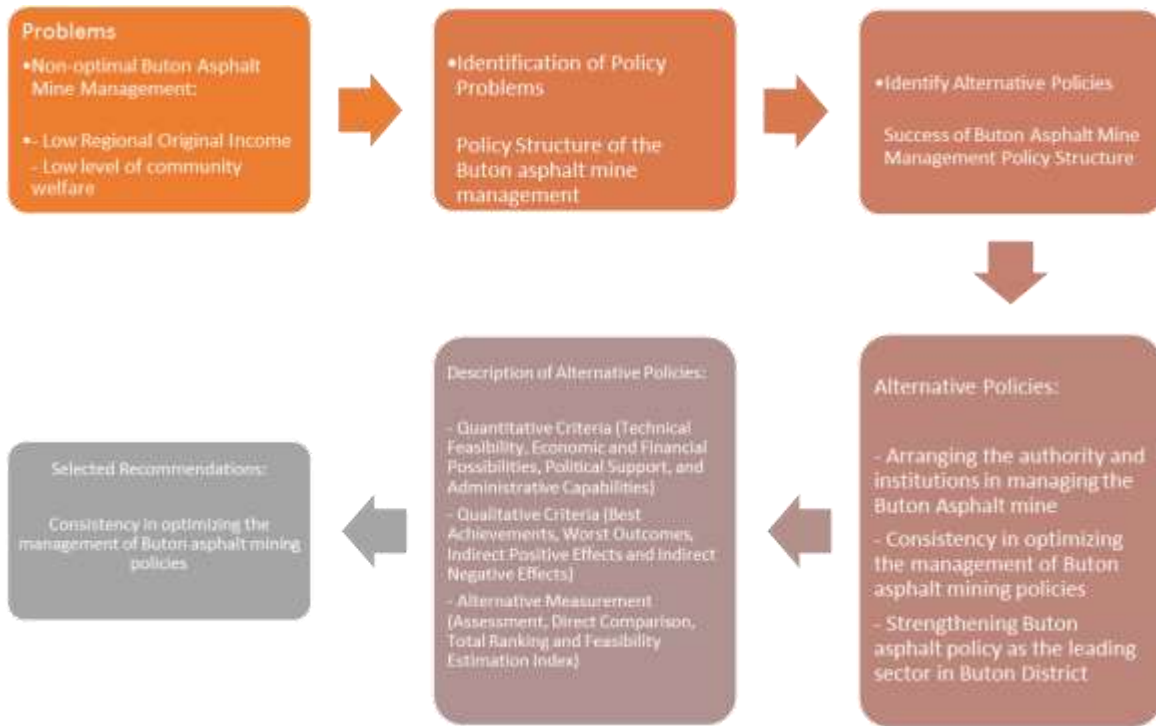 Problems
•Non-optimal Buton Asphalt
Mine Management:
•- Low Regional Original Income
- Low level of community
welfare
•Identification of Policy
Problems
Policy Structure of the
Buton asphalt mine
management
•Identify Alternative Policies
Success of Buton Asphalt Mine
Management Policy Structure
Alternative Policies:
- Arranging the authority and
institutions in managing the
Buton Asphalt mine
- Consistency in optimizing
the management of Buton
asphalt mining policies
- Strengthening Buton
asphalt policy as the leading
sector in Buton District
Description of Alternative Policies:
- Quantitative Criteria (Technical
Feasibility, Economic and Financial
Possibilities, Political Support, and
Administrative Capabilities)
- Qualitative Criteria (Best
Achievements, Worst Outcomes,
Indirect Positive Effects and Indirect
Negative Effects)
- Alternative Measurement
(Assessment, Direct Comparison,
Total Ranking and Feasibility
Estimation Index)
Selected Recommendations:
Consistency in optimizing the
management of Buton asphalt mining
policies